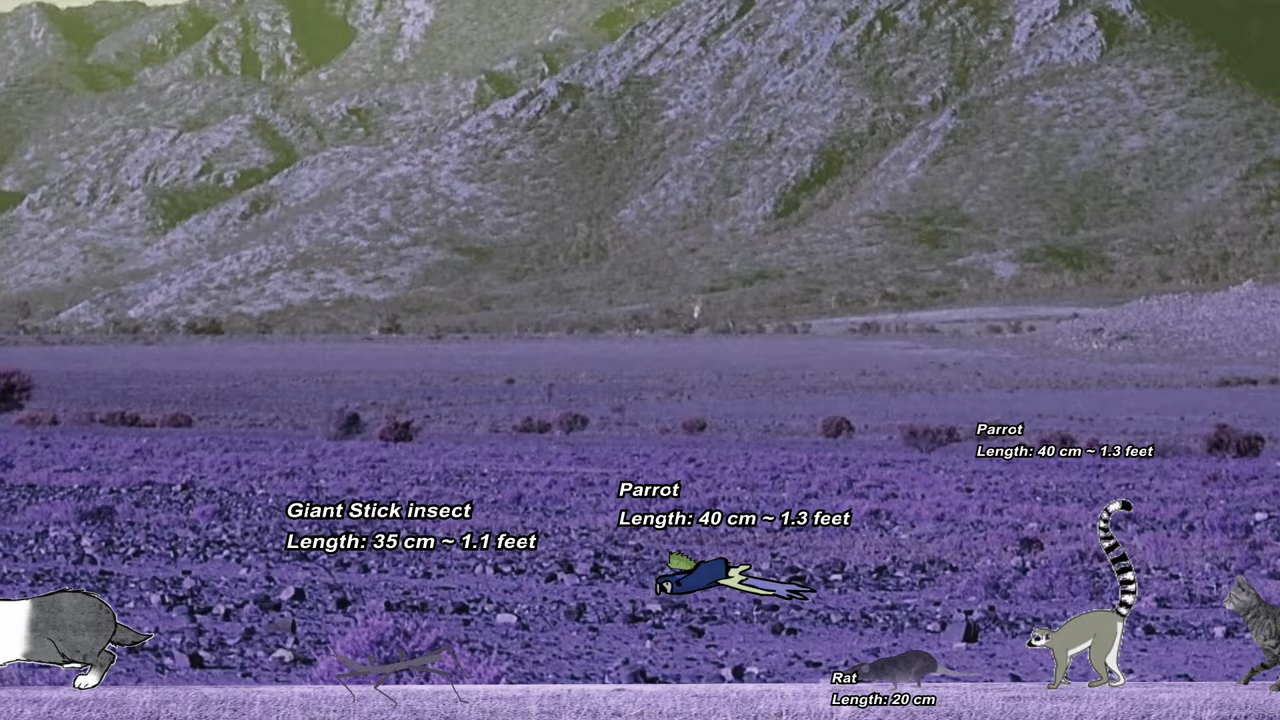 Parrot
Length: 40 cm ~ 1.3 feet
Parrot
Length: 40 cm ~ 1.3 feet
Giant Stick insect
Length: 35 cm ~ 1.1 feet
Rat
Length: 20 cm